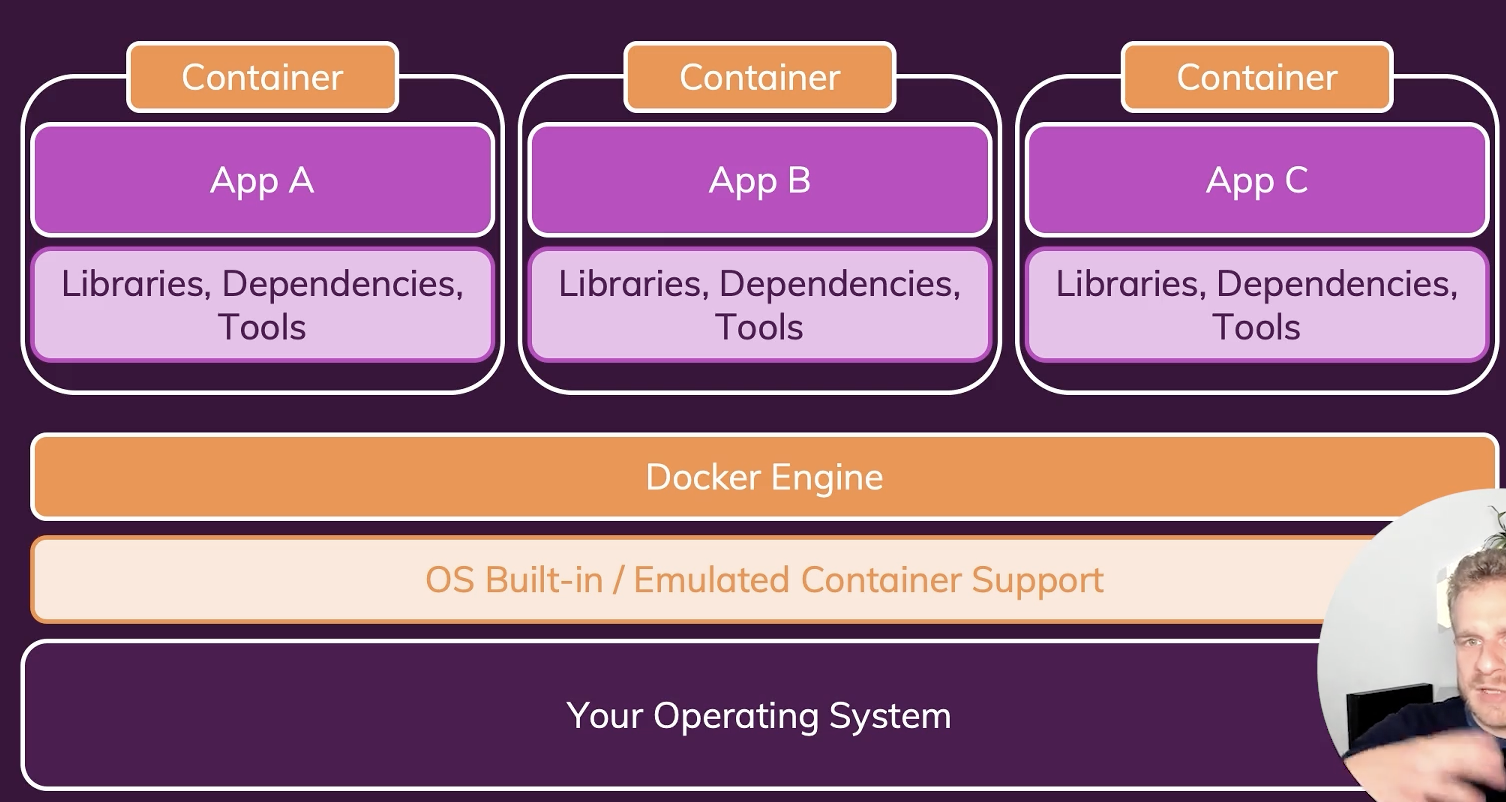 Container
Container
Container
App A
App B
App C
Libraries, Dependencies,
Tools
Libraries, Dependencies,
Tools
Libraries, Dependencies,
Tools
Docker Engine
OS Built-in / Emulated Container Support
Your Operating System